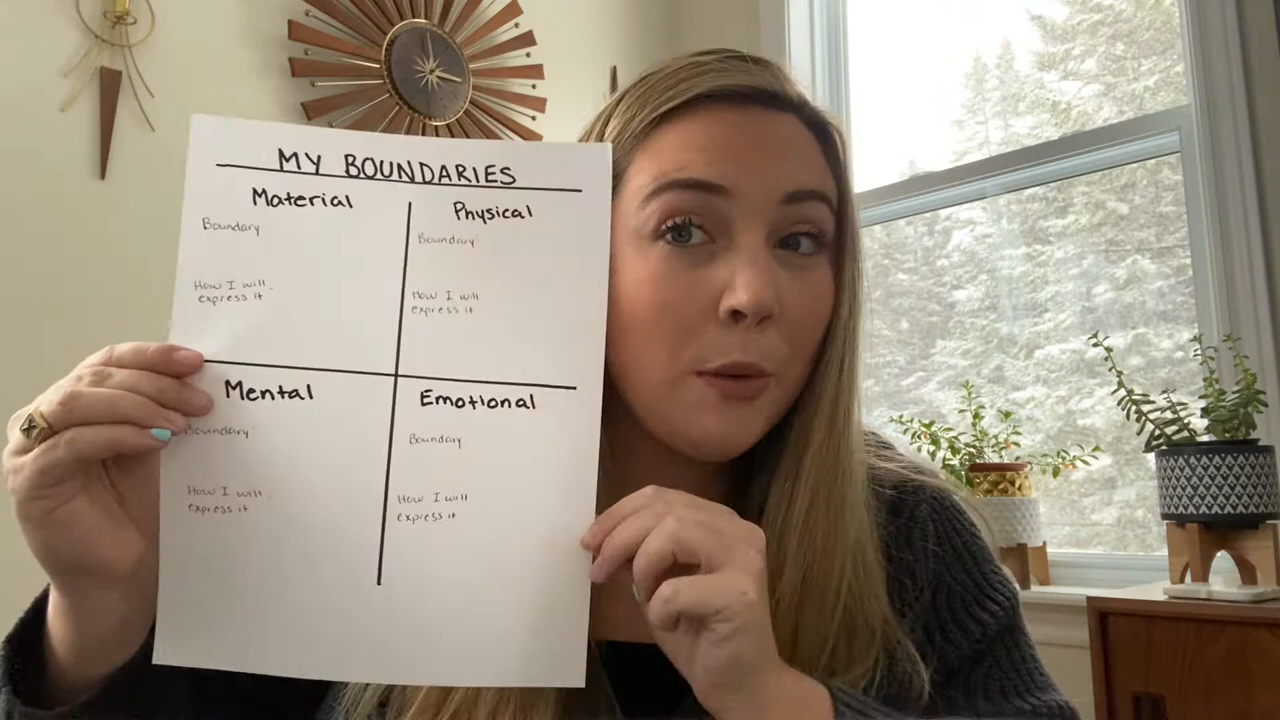 MY BOUNDARIES
Material
Boundary
How I will
express it
Physical
Boundary
How I will
express it
Mental
Boundary
How I will
express it
Emotional
Boundary
How I will
express it